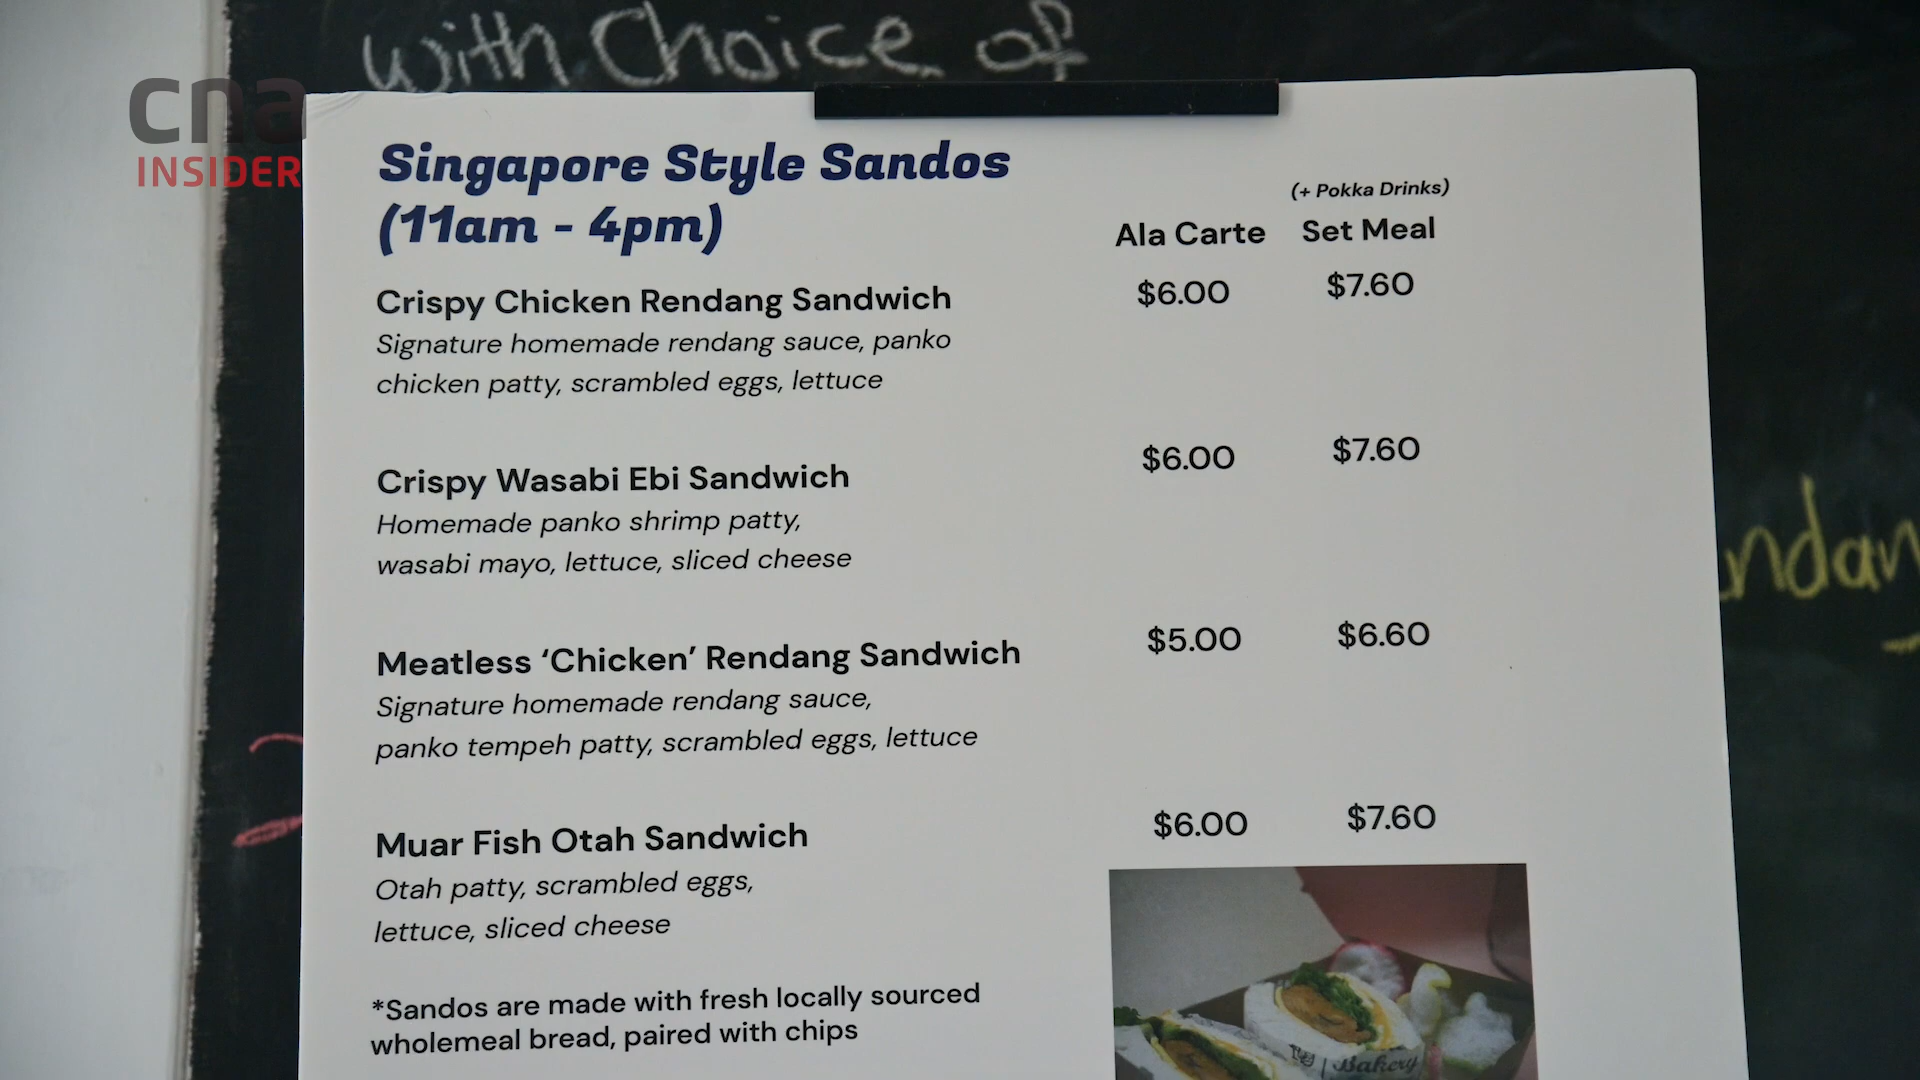 with Choice of
cna
INSIDER
Singapore Style Sandos
(11am - 4pm)
(+ Pokka Drinks)
Ala Carte Set Meal
Crispy Chicken Rendang Sandwich $6.00 $7.60
Signature homemade rendang sauce, panko
chicken patty, scrambled eggs, lettuce
Crispy Wasabi Ebi Sandwich $6.00 $7.60
Homemade panko shrimp patty,
wasabi mayo, lettuce, sliced cheese
Meatless ‘Chicken’ Rendang Sandwich $5.00 $6.60
Signature homemade rendang sauce,
panko tempeh patty, scrambled eggs, lettuce
Muar Fish Otah Sandwich $6.00 $7.60
Otah patty, scrambled eggs,
lettuce, sliced cheese
*Sandos are made with fresh locally sourced
wholemeal bread, paired with chips
ndan
Bakery